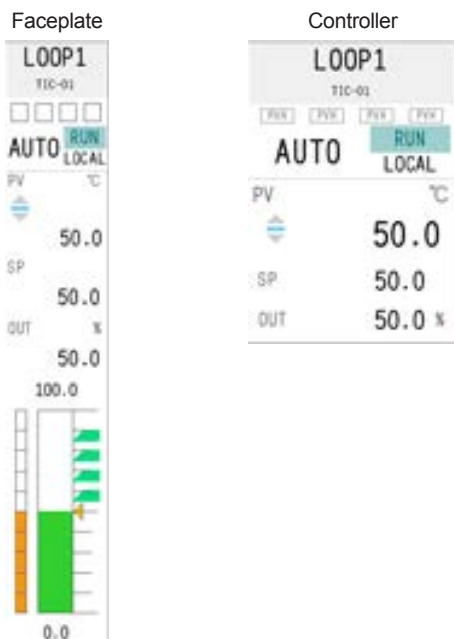 Faceplate
LOOP1
TIC-01
AUTO RUN
LOCAL
PV ℃
50.0
SP
50.0
OUT %
50.0
100.0
0.0
Controller
LOOP1
TIC-01
AUTO RUN
LOCAL
PV ℃
50.0
SP 50.0
OUT 50.0 %